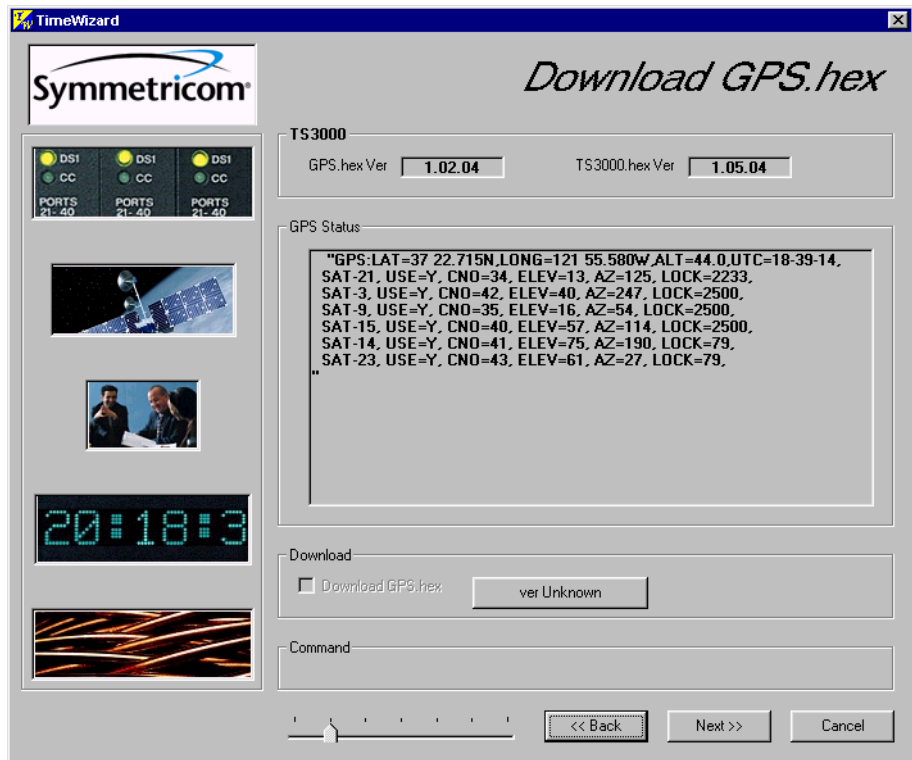 TimeWizard
Symmetricom
Download GPS.hex
DS1 DS1 DS1
CC CC CC
PORTS PORTS PORTS
21-40 21-40 21-40
20:18:3
TS3000
GPS.hex Ver 1.02.04 TS3000.hex Ver 1.05.04
GPS Status
"GPS:LAT=37 22.715N,LONG=121 55.580W,ALT=44.0,UTC=18-39-14,
SAT-21, USE=Y, CNO=34, ELEV=13, AZ=125, LOCK=2233,
SAT-3, USE=Y, CNO=42, ELEV=40, AZ=247, LOCK=2500,
SAT-9, USE=Y, CNO=35, ELEV=16, AZ=54, LOCK=2500,
SAT-15, USE=Y, CNO=40, ELEV=57, AZ=114, LOCK=2500,
SAT-14, USE=Y, CNO=41, ELEV=75, AZ=190, LOCK=79,
SAT-23, USE=Y, CNO=43, ELEV=61, AZ=27, LOCK=79,
"
Download
Download GPS.hex ver Unknown
Command
<< Back Next >> Cancel